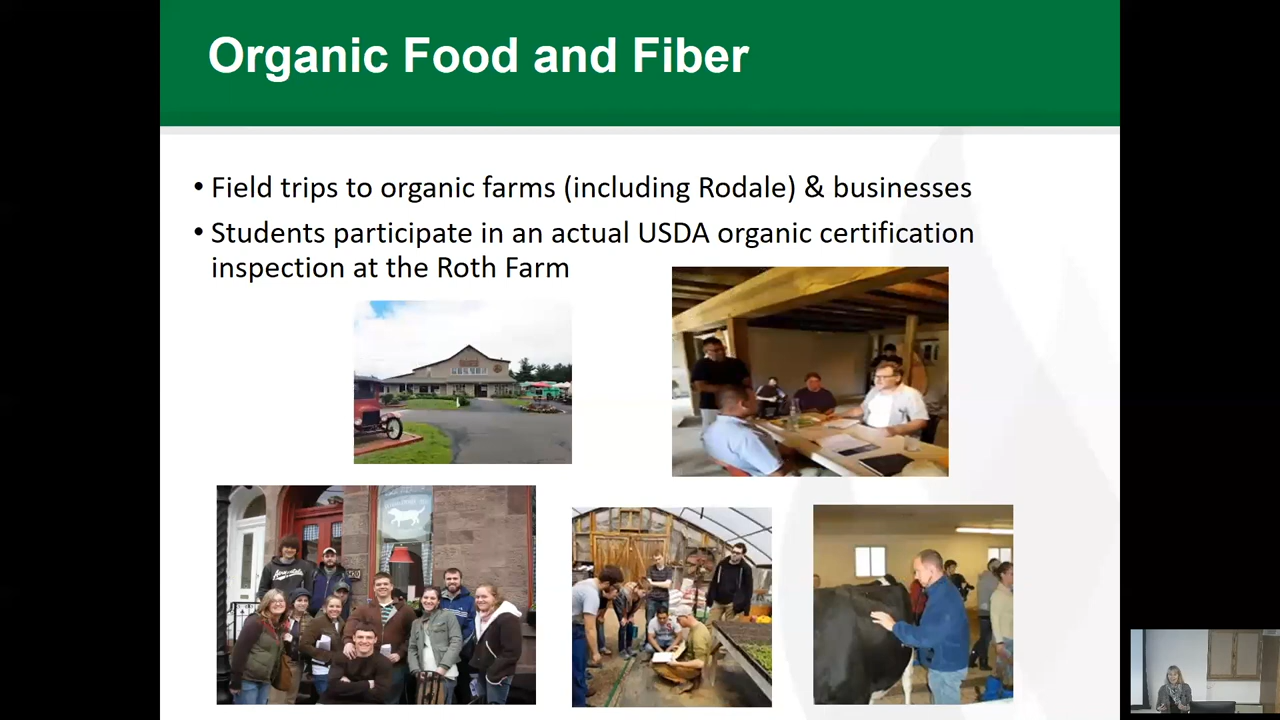 Organic Food and Fiber
• Field trips to organic farms (including Rodale) & businesses
• Students participate in an actual USDA organic certification
inspection at the Roth Farm